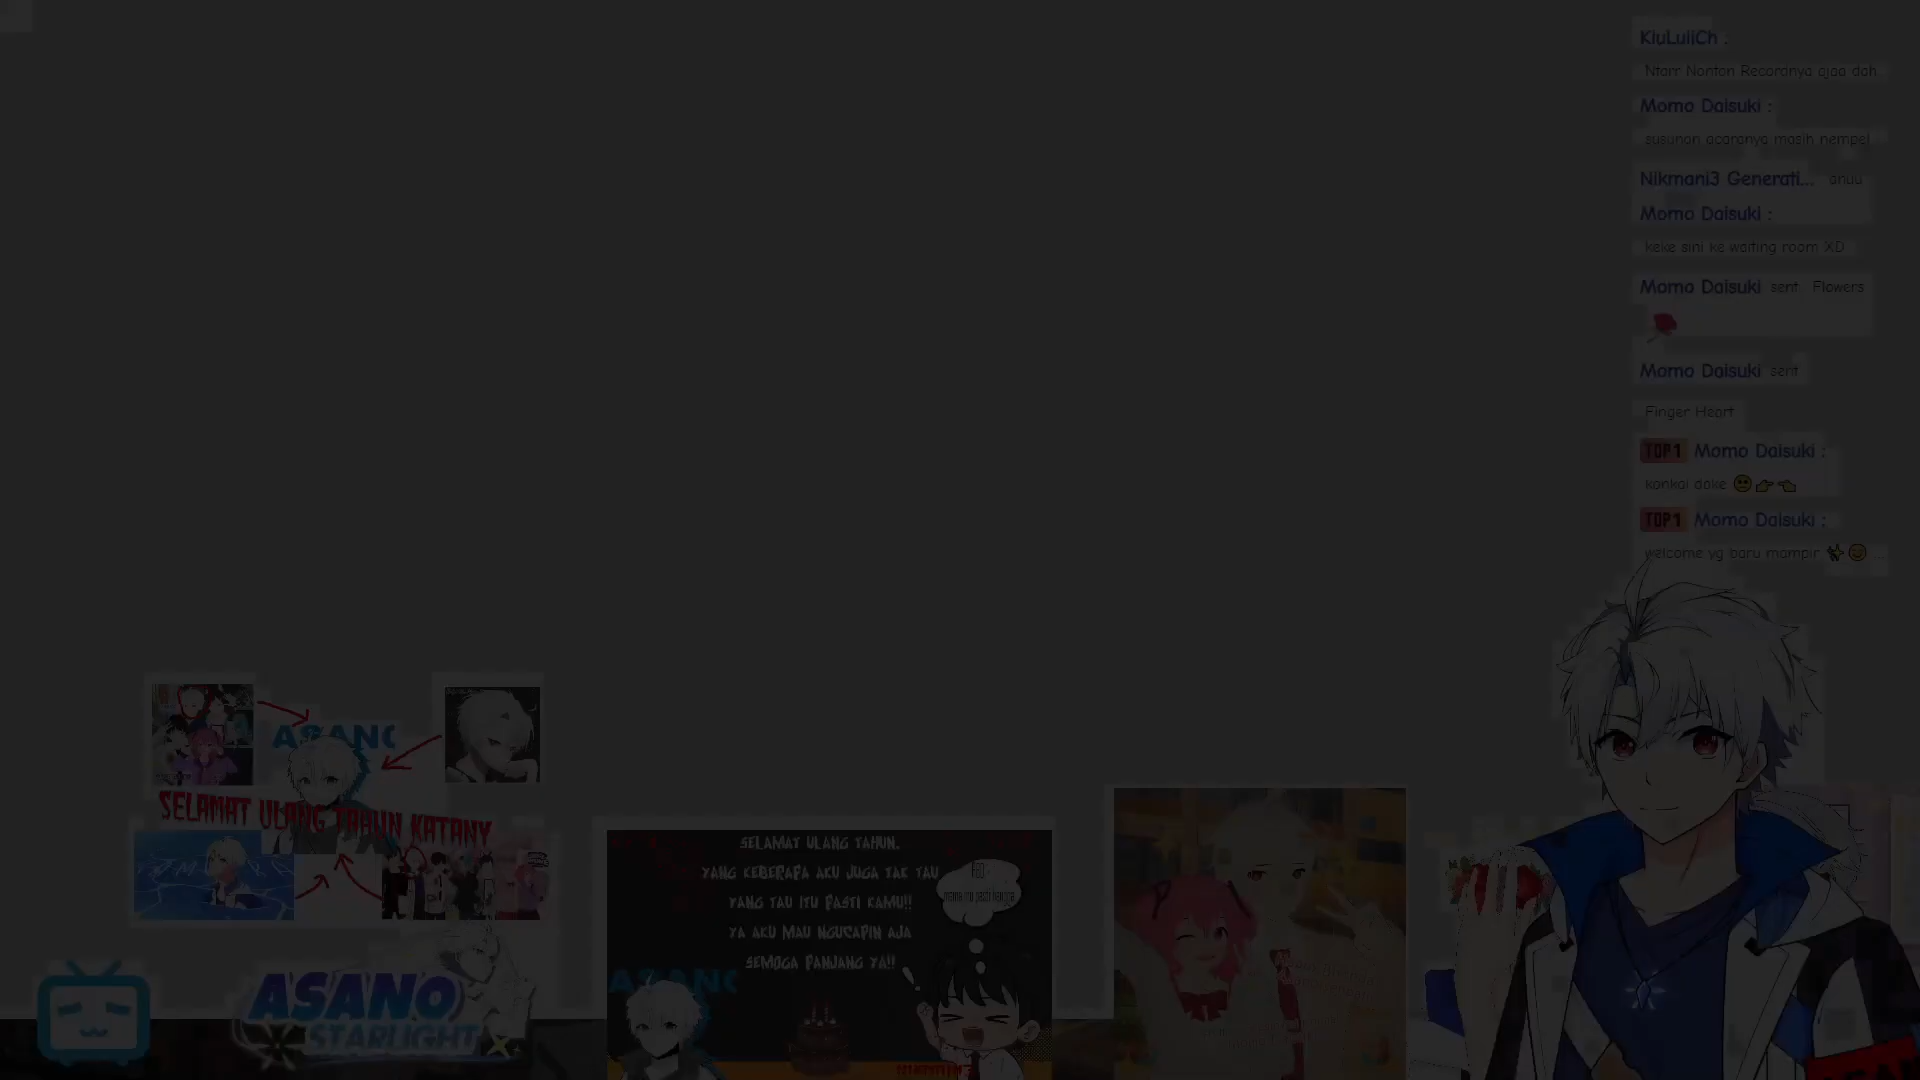 KiuLuiiCh :
Ntarr Nonton Recordnya ajaa dah
Momo Daisuki :
susunan acaranya masih nempel
Nikmani3 Generati... anuu
Momo Daisuki :
keke sini ke waiting room XD
Momo Daisuki sent Flowers
Momo Daisuki sent
Finger Heart
TOP1 Momo Daisuki :
konkai dake 🥺👉👈
TOP1 Momo Daisuki :
welcome yg baru mampir ✨😊 ...
ASANO
SELAMAT ULANG TAHUN KATANY
SELAMAT ULANG TAHUN.
YANG KEBERAPA AKU JUGA TAK TAU
YANG TAU ITU PASTI KAMU!!
YA AKU MAU NGUCAPIN AJA
SEMOGA PANJANG YA!!
ASANO
ASANO
STARLIGHT